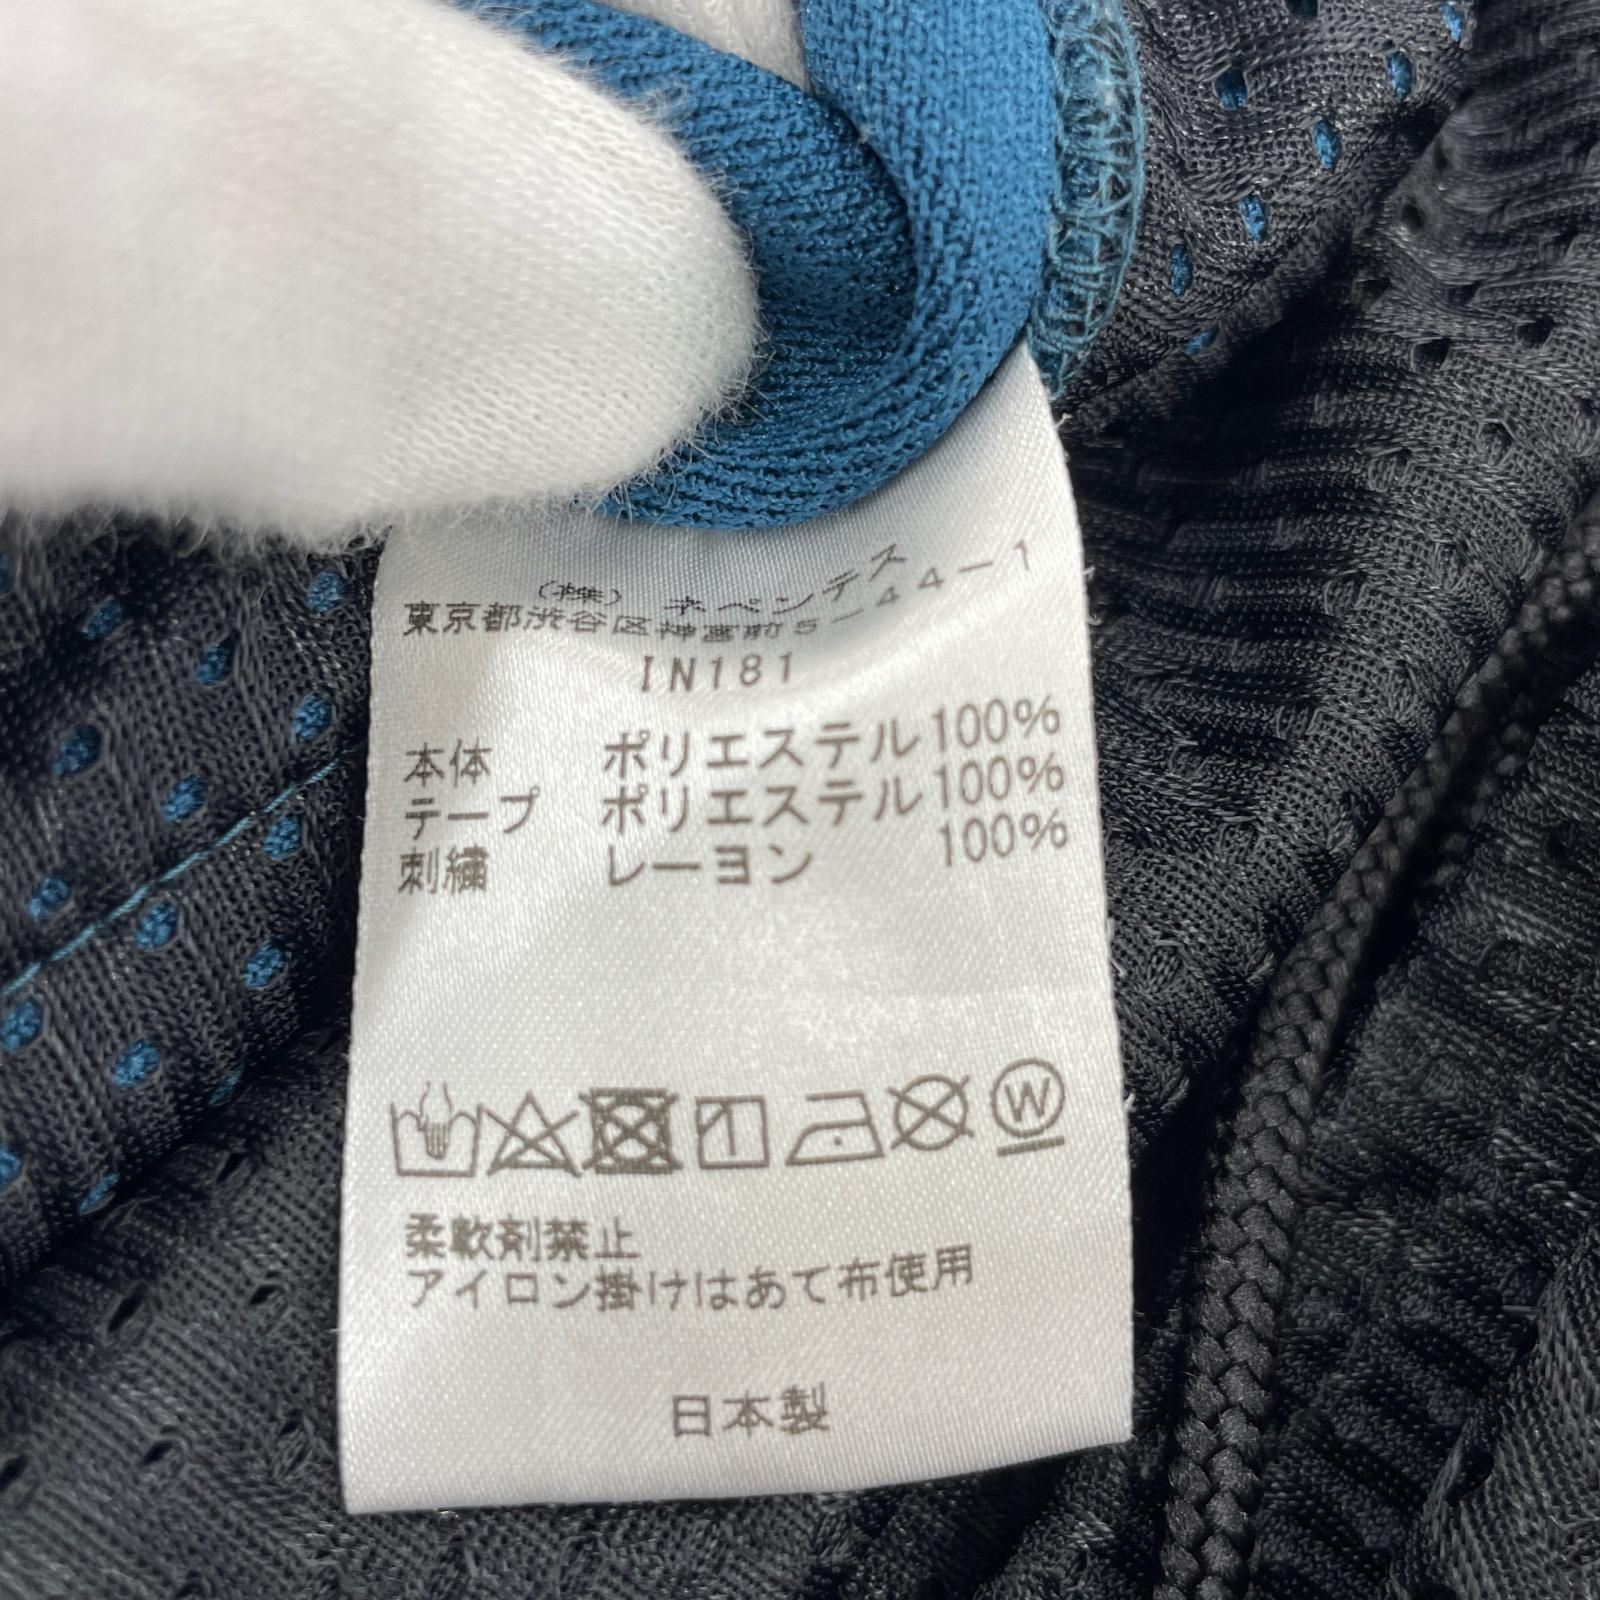 (株) ネペンテス
東京都渋谷区神宮前5-44-1
IN181
本体 ポリエステル100%
テープ ポリエステル100%
刺繍 レーヨン 100%
W
柔軟剤禁止
アイロン掛けはあて布使用
日本製